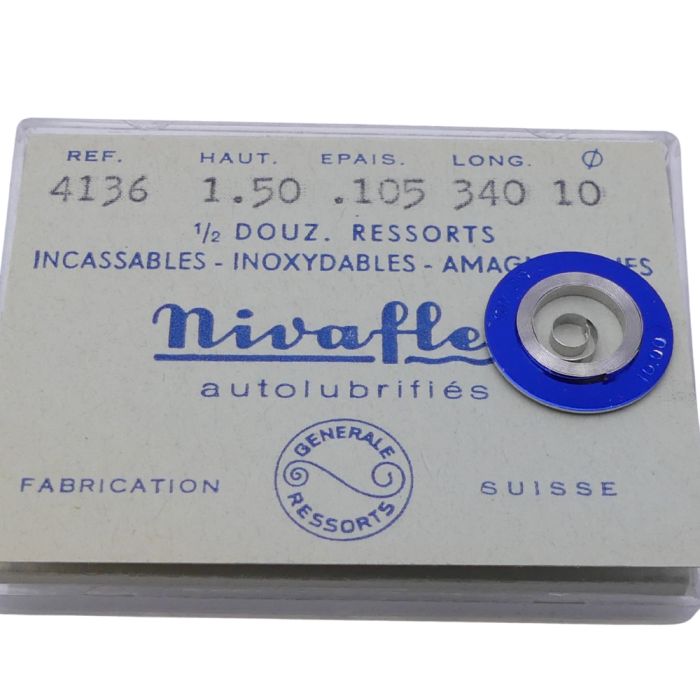 REF. HAUT. EPAIS. LONG. Ø
4136 1.50 .105 340 10
1/2 DOUZ. RESSORTS
INCASSABLES - INOXYDABLES -
autolubrifiés
GENERALE
RESSORTS
FABRICATION SUISSE